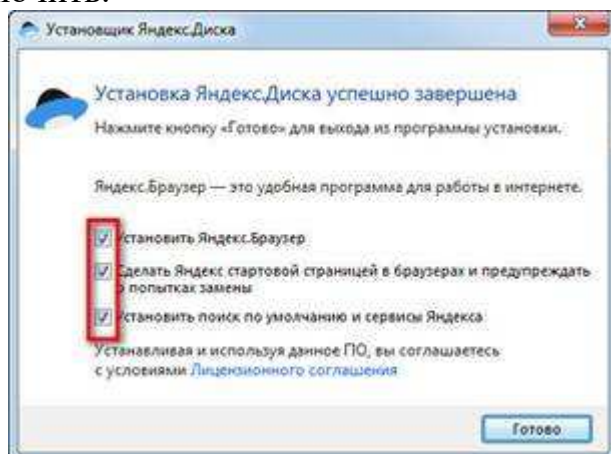 Установщик Яндекс.Диска
Установка Яндекс.Диска успешно завершена
Нажмите кнопку «Готово» для выхода из программы установки.
Яндекс.Браузер — это удобная программа для работы в интернете.
Установить Яндекс.Браузер
Сделать Яндекс стартовой страницей в браузерах и предупреждать
о попытках замены
Установить поиск по умолчанию и сервисы Яндекса
Устанавливая и используя данное ПО, вы соглашаетесь
с условиями Лицензионного соглашения
Готово